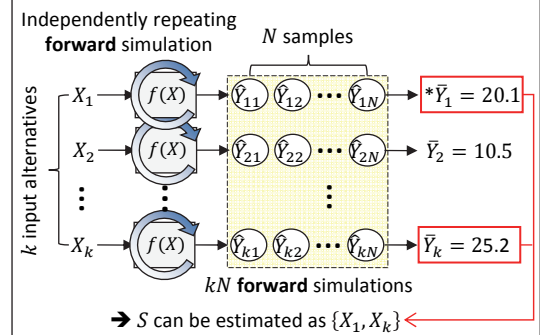 Independently repeating
forward simulation
N samples
k input alternatives
X₁ f(X) Ŷ₁₁ Ŷ₁₂ ••• Ŷ₁N *Ȳ₁ = 20.1
X₂ f(X) Ŷ₂₁ Ŷ₂₂ ••• Ŷ₂N Ȳ₂ = 10.5
Xₖ f(X) Ŷₖ₁ Ŷₖ₂ ••• ŶₖN Ȳₖ = 25.2
kN forward simulations
➔ S can be estimated as {X₁, Xₖ}